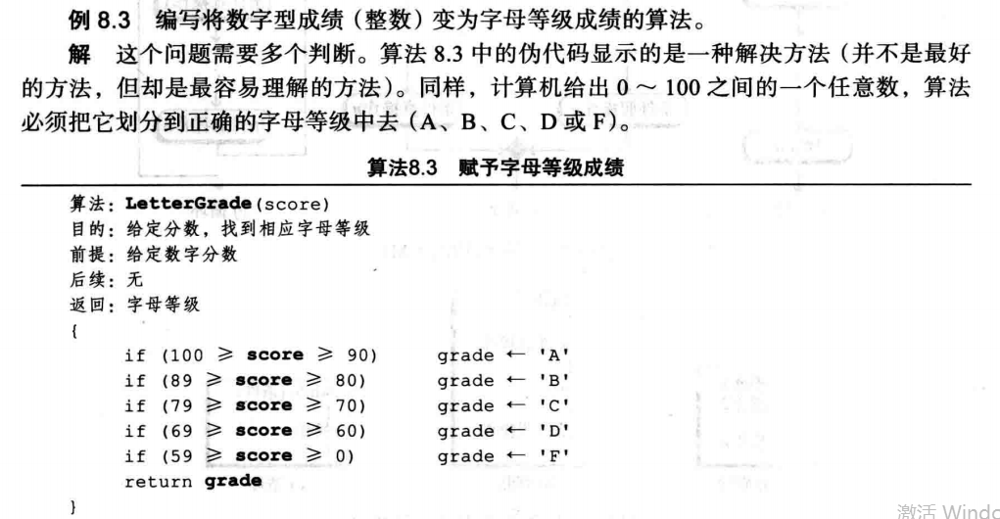 例 8.3 编写将数字型成绩（整数）变为字母等级成绩的算法。
解 这个问题需要多个判断。算法 8.3 中的伪代码显示的是一种解决方法（并不是最好
的方法，但却是最容易理解的方法）。同样，计算机给出 0 ～ 100 之间的一个任意数，算法
必须把它划分到正确的字母等级中去（A、B、C、D 或 F）。
算法8.3 赋予字母等级成绩
算法：LetterGrade(score)
目的：给定分数，找到相应字母等级
前提：给定数字分数
后续：无
返回：字母等级
{
if (100 ≥ score ≥ 90) grade ← 'A'
if (89 ≥ score ≥ 80) grade ← 'B'
if (79 ≥ score ≥ 70) grade ← 'C'
if (69 ≥ score ≥ 60) grade ← 'D'
if (59 ≥ score ≥ 0) grade ← 'F'
return grade
}
激活 Windo